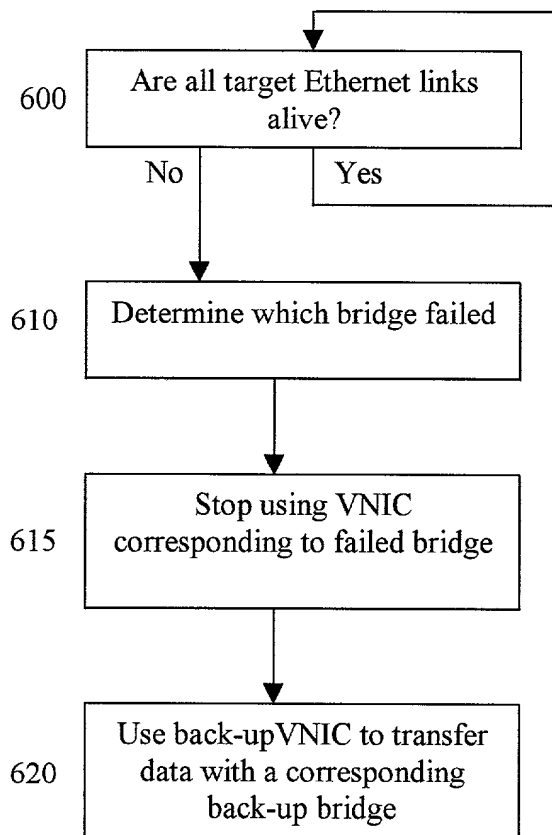 600
Are all target Ethernet links
alive?
No
Yes
610
Determine which bridge failed
615
Stop using VNIC
corresponding to failed bridge
620
Use back-upVNIC to transfer
data with a corresponding
back-up bridge